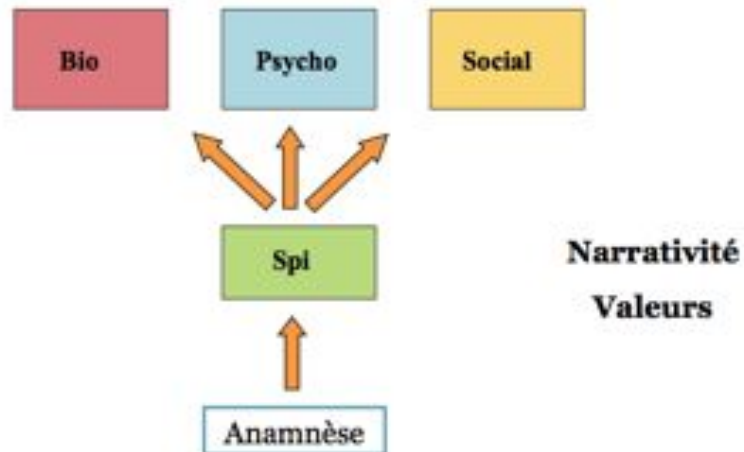 Bio
Psycho
Social
Spi
Narrativité
Valeurs
Anamnèse